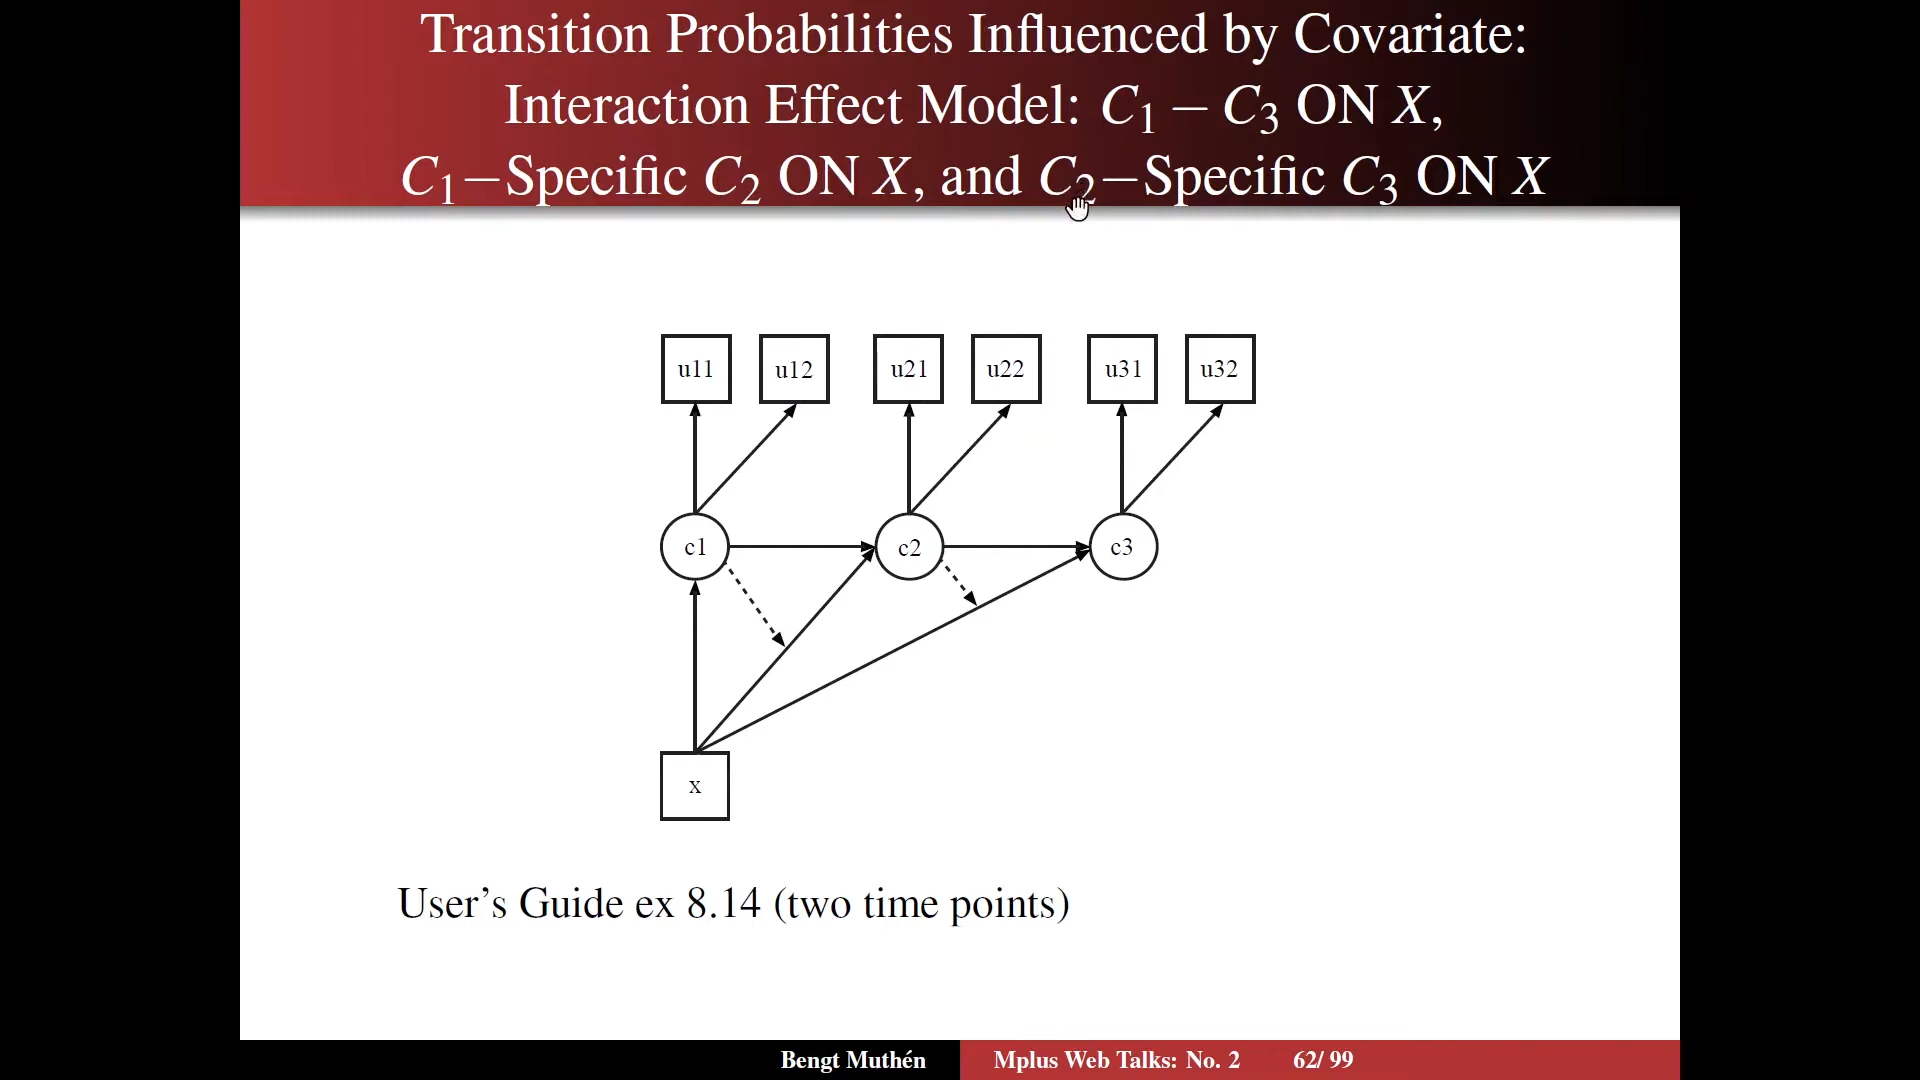 Transition Probabilities Influenced by Covariate:
Interaction Effect Model: C₁ – C₃ ON X,
C₁–Specific C₂ ON X, and C₂–Specific C₃ ON X
u11 u12 u21 u22 u31 u32
c1 c2 c3
x
User's Guide ex 8.14 (two time points)
Bengt Muthén Mplus Web Talks: No. 2 62/ 99